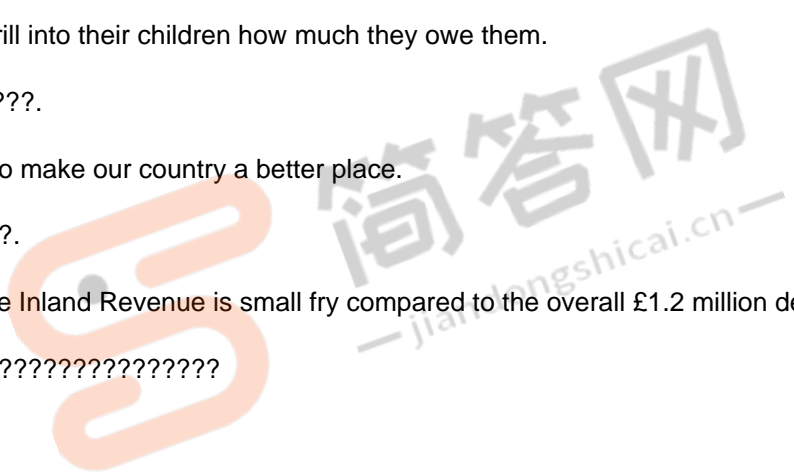 rill into their children how much they owe them.
???.
o make our country a better place.
?.
e Inland Revenue is small fry compared to the overall £1.2 million de
???????????????
简答网
jiandongshicai.cn